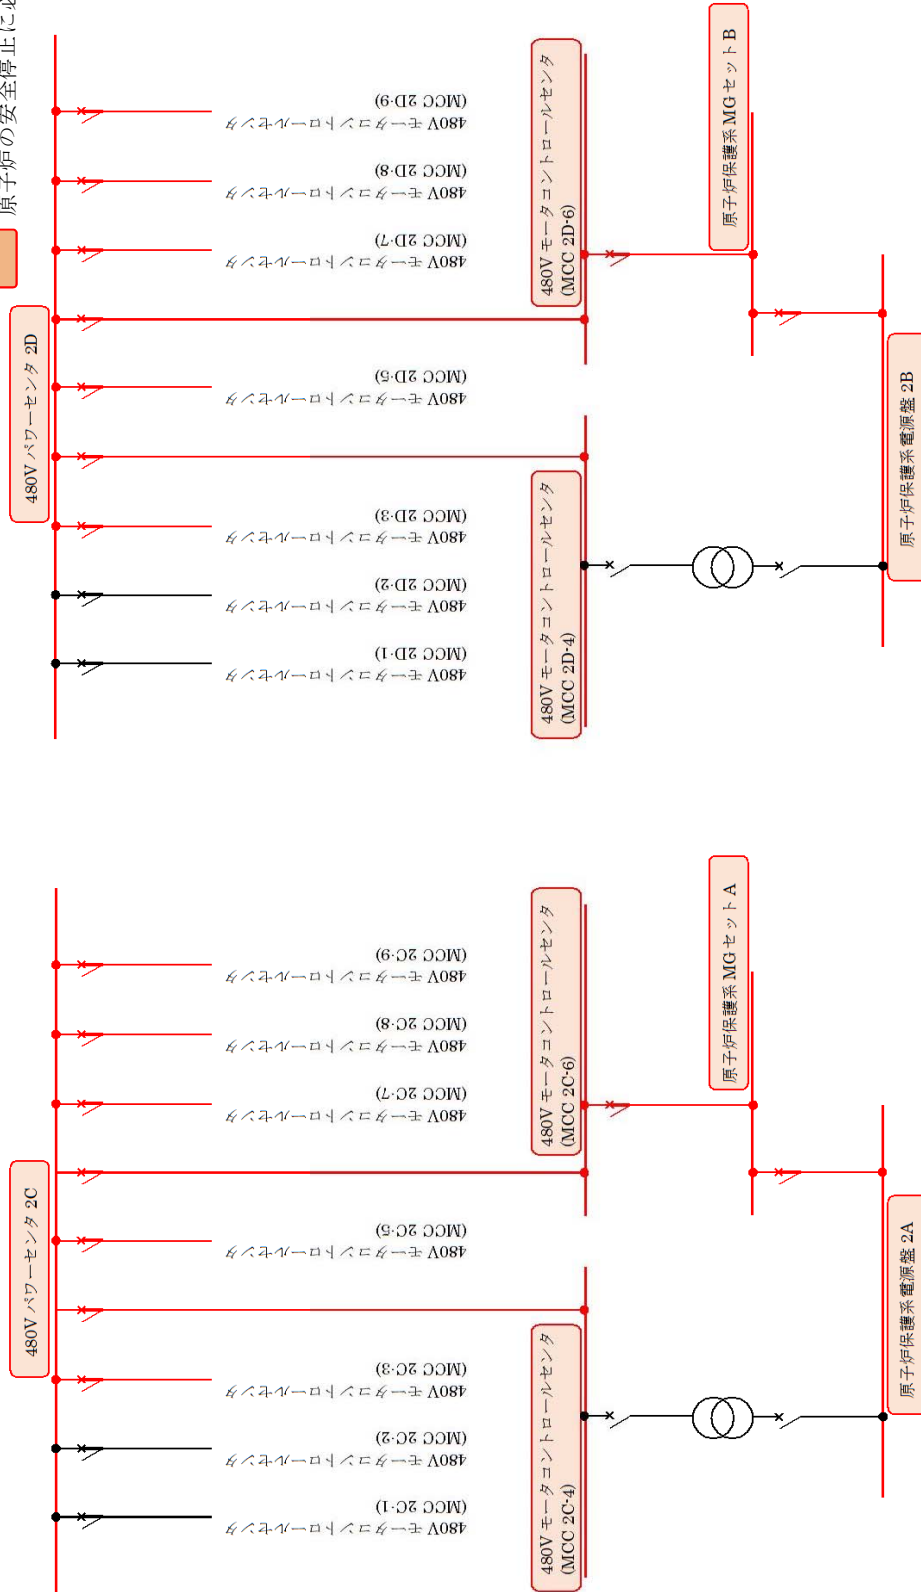 原子炉の安全停止に必
480V パワーセンタ 2C
480V モータコントロールセンタ
(MCC 2C-1)
480V モータコントロールセンタ
(MCC 2C-2)
480V モータコントロールセンタ
(MCC 2C-3)
480V モータコントロールセンタ
(MCC 2C-5)
480V モータコントロールセンタ
(MCC 2C-7)
480V モータコントロールセンタ
(MCC 2C-8)
480V モータコントロールセンタ
(MCC 2C-9)
480V モータコントロールセンタ
(MCC 2C-4)
480V モータコントロールセンタ
(MCC 2C-6)
原子炉保護系 MG セット A
原子炉保護系電源盤 2A
480V パワーセンタ 2D
480V モータコントロールセンタ
(MCC 2D-1)
480V モータコントロールセンタ
(MCC 2D-2)
480V モータコントロールセンタ
(MCC 2D-3)
480V モータコントロールセンタ
(MCC 2D-5)
480V モータコントロールセンタ
(MCC 2D-7)
480V モータコントロールセンタ
(MCC 2D-8)
480V モータコントロールセンタ
(MCC 2D-9)
480V モータコントロールセンタ
(MCC 2D-4)
480V モータコントロールセンタ
(MCC 2D-6)
原子炉保護系 MG セット B
原子炉保護系電源盤 2B